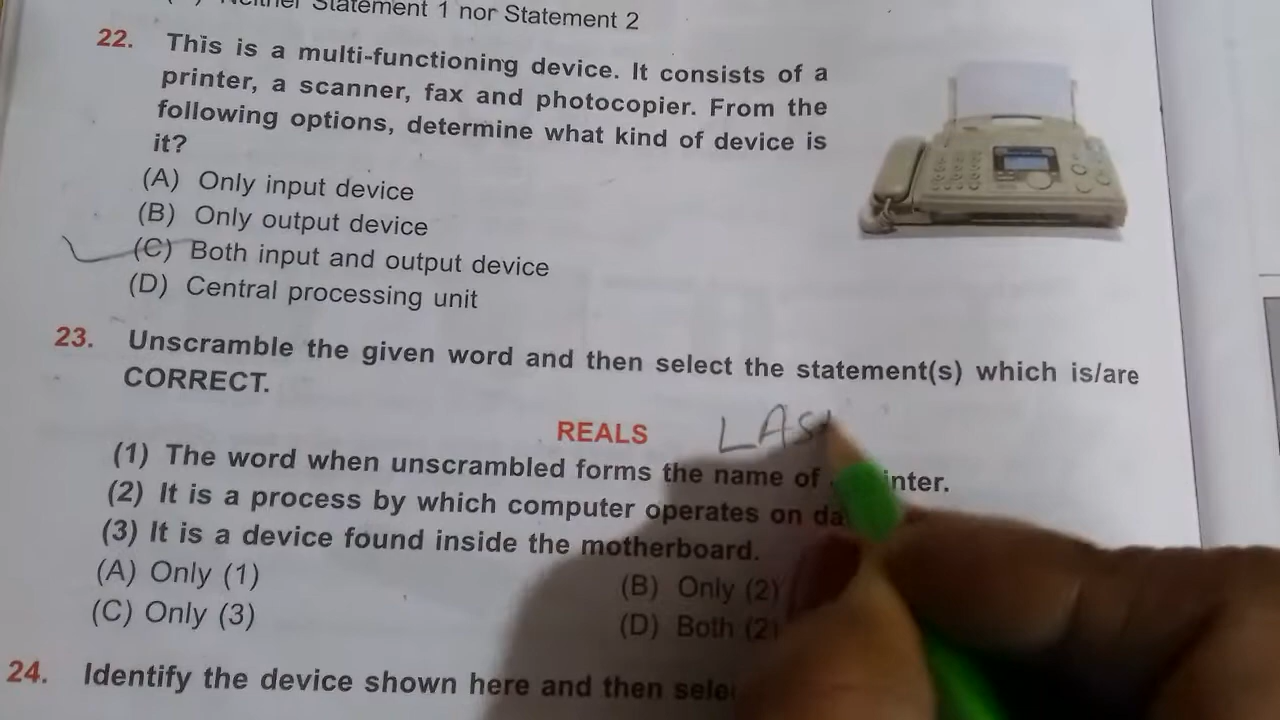 Neither Statement 1 nor Statement 2
22. This is a multi-functioning device. It consists of a
printer, a scanner, fax and photocopier. From the
following options, determine what kind of device is
it?
(A) Only input device
(B) Only output device
(C) Both input and output device
(D) Central processing unit
23. Unscramble the given word and then select the statement(s) which is/are
CORRECT.
REALS LAS
(1) The word when unscrambled forms the name of
(2) It is a process by which computer operates on
(3) It is a device found inside the motherboard.
(A) Only (1) (B) Only (2)
(C) Only (3) (D) Both (2)
24. Identify the device shown here and then